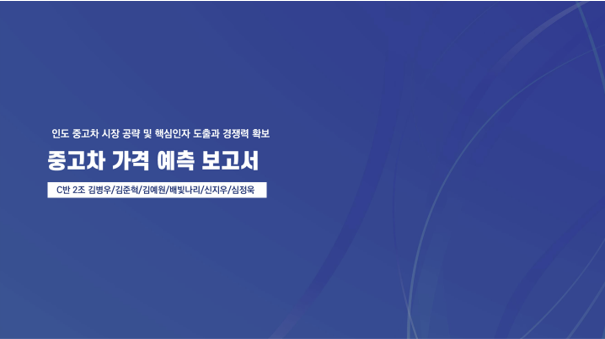 인도 중고차 시장 공략 및 핵심인자 도출과 경쟁력 확보
중고차 가격 예측 보고서
C반 2조 김병우/김준혁/김예원/배빛나리/신지우/심정욱